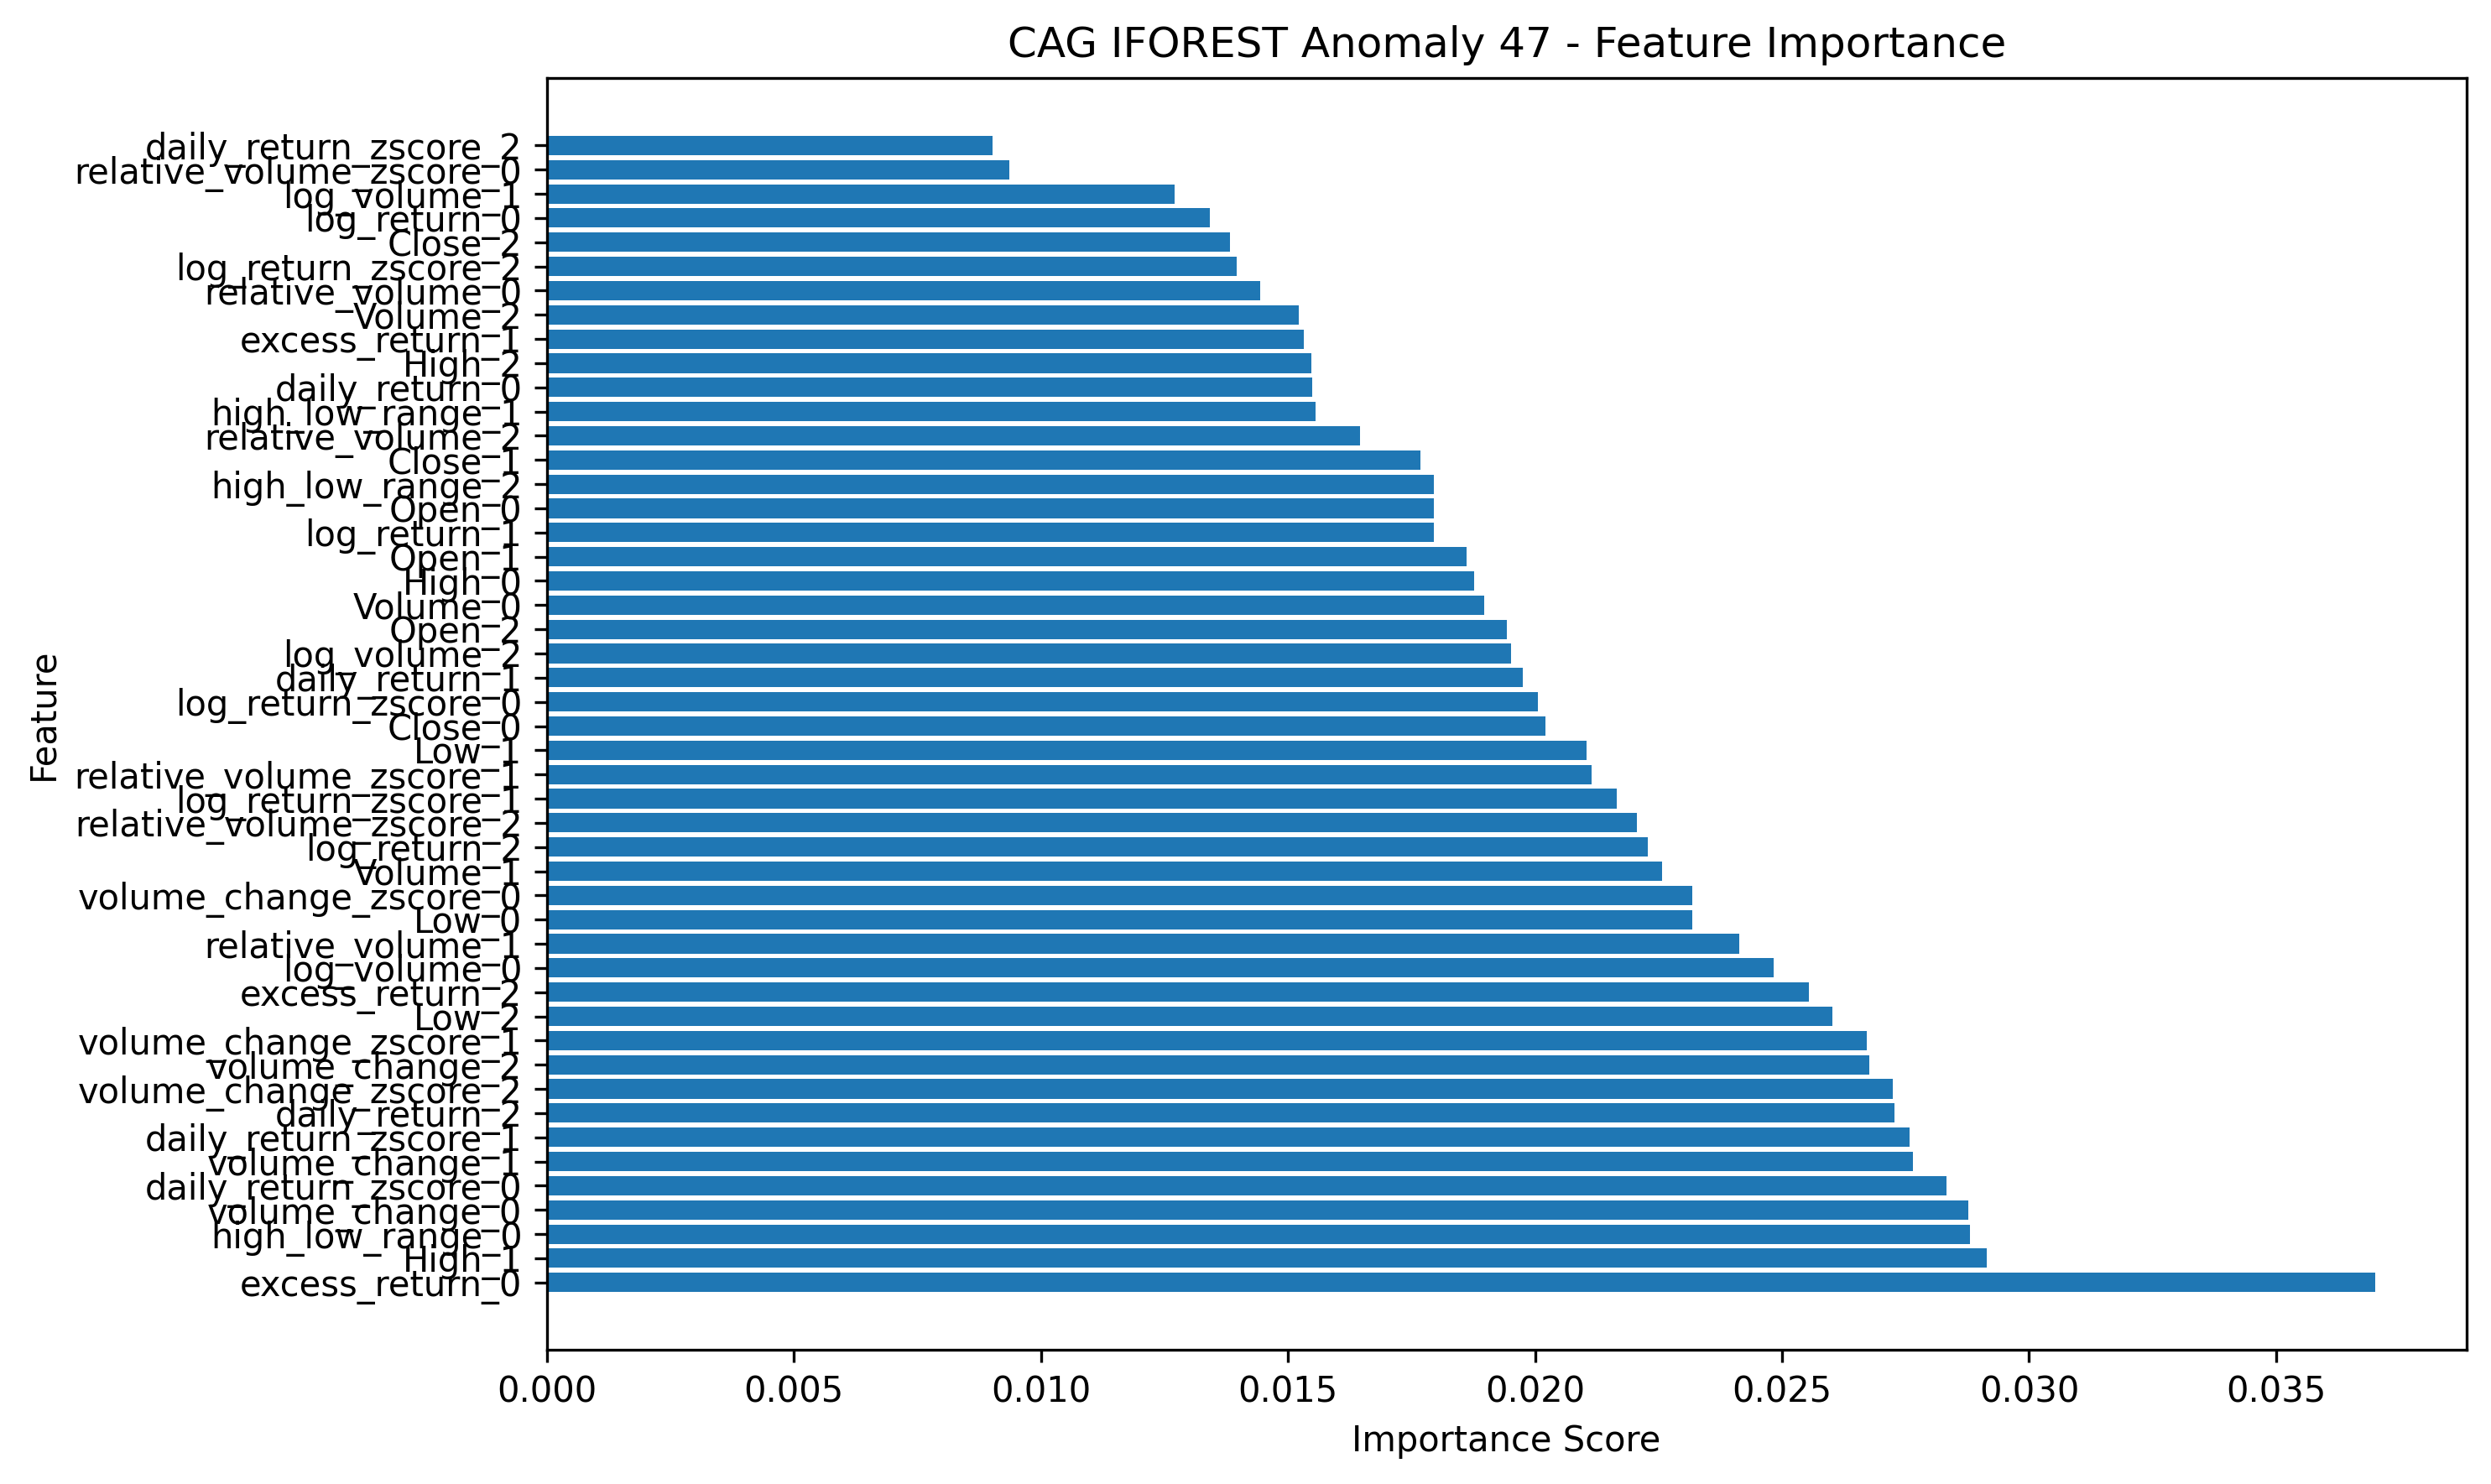 CAG IFOREST Anomaly 47 - Feature Importance
daily_return_zscore_2
relative_volume_zscore_0
log_volume_1
log_return_0
Close_2
log_return_zscore_2
relative_volume_0
Volume_2
excess_return_1
High_2
daily_return_0
high_low_range_1
relative_volume_2
Close_1
high_low_range_2
Open_0
log_return_1
Open_1
High_0
Volume_0
Open_2
log_volume_2
daily_return_1
log_return_zscore_0
Close_0
Low_1
relative_volume_zscore_1
log_return_zscore_1
relative_volume_zscore_2
log_return_2
Volume_1
volume_change_zscore_0
Low_0
relative_volume_1
log_volume_0
excess_return_2
Low_2
volume_change_zscore_1
volume_change_2
volume_change_zscore_2
daily_return_2
daily_return_zscore_1
volume_change_1
daily_return_zscore_0
volume_change_0
high_low_range_0
High_1
excess_return_0
Feature
0.000 0.005 0.010 0.015 0.020 0.025 0.030 0.035
Importance Score